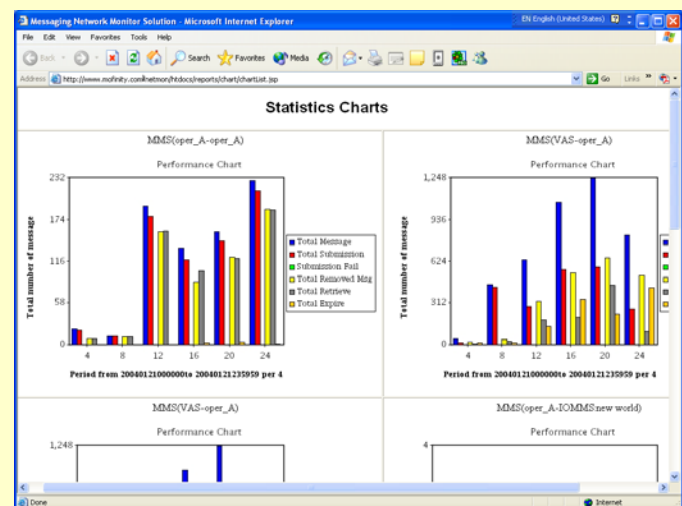 Messaging Network Monitor Solution - Microsoft Internet Explorer
EN English (United States)
File Edit View Favorites Tools Help
Back
Search Favorites Media
Address http://www.mofinity.com/netmon/htdocs/reports/chart/chartList.jsp
Go Links
Statistics Charts
MMS(oper_A-oper_A)
Performance Chart
232
174
116
58
0
Total number of message
4 8 12 16 20 24
Period from 20040121000000to 20040121235959 per 4
Total Message
Total Submission
Submission Fail
Total Removed Msg
Total Retrieve
Total Expire
MMS(VAS-oper_A)
Performance Chart
1,248
936
624
312
0
Total number of message
4 8 12 16 20 24
Period from 20040121000000to 20040121235959 per 4
MMS(VAS-oper_A)
Performance Chart
1,248
MMS(oper_A-IOMMS:new world)
Performance Chart
4
Done
Internet